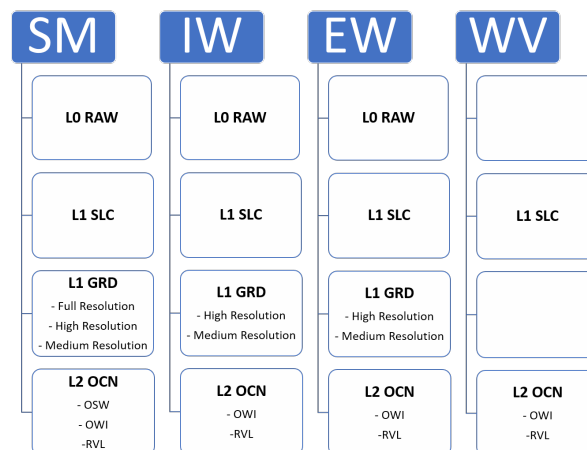 SM
L0 RAW
L1 SLC
L1 GRD
- Full Resolution
- High Resolution
- Medium Resolution
L2 OCN
- OSW
- OWI
-RVL
IW
L0 RAW
L1 SLC
L1 GRD
- High Resolution
- Medium Resolution
L2 OCN
- OWI
-RVL
EW
L0 RAW
L1 SLC
L1 GRD
- High Resolution
- Medium Resolution
L2 OCN
- OWI
-RVL
WV
L1 SLC
L2 OCN
- OWI
-RVL